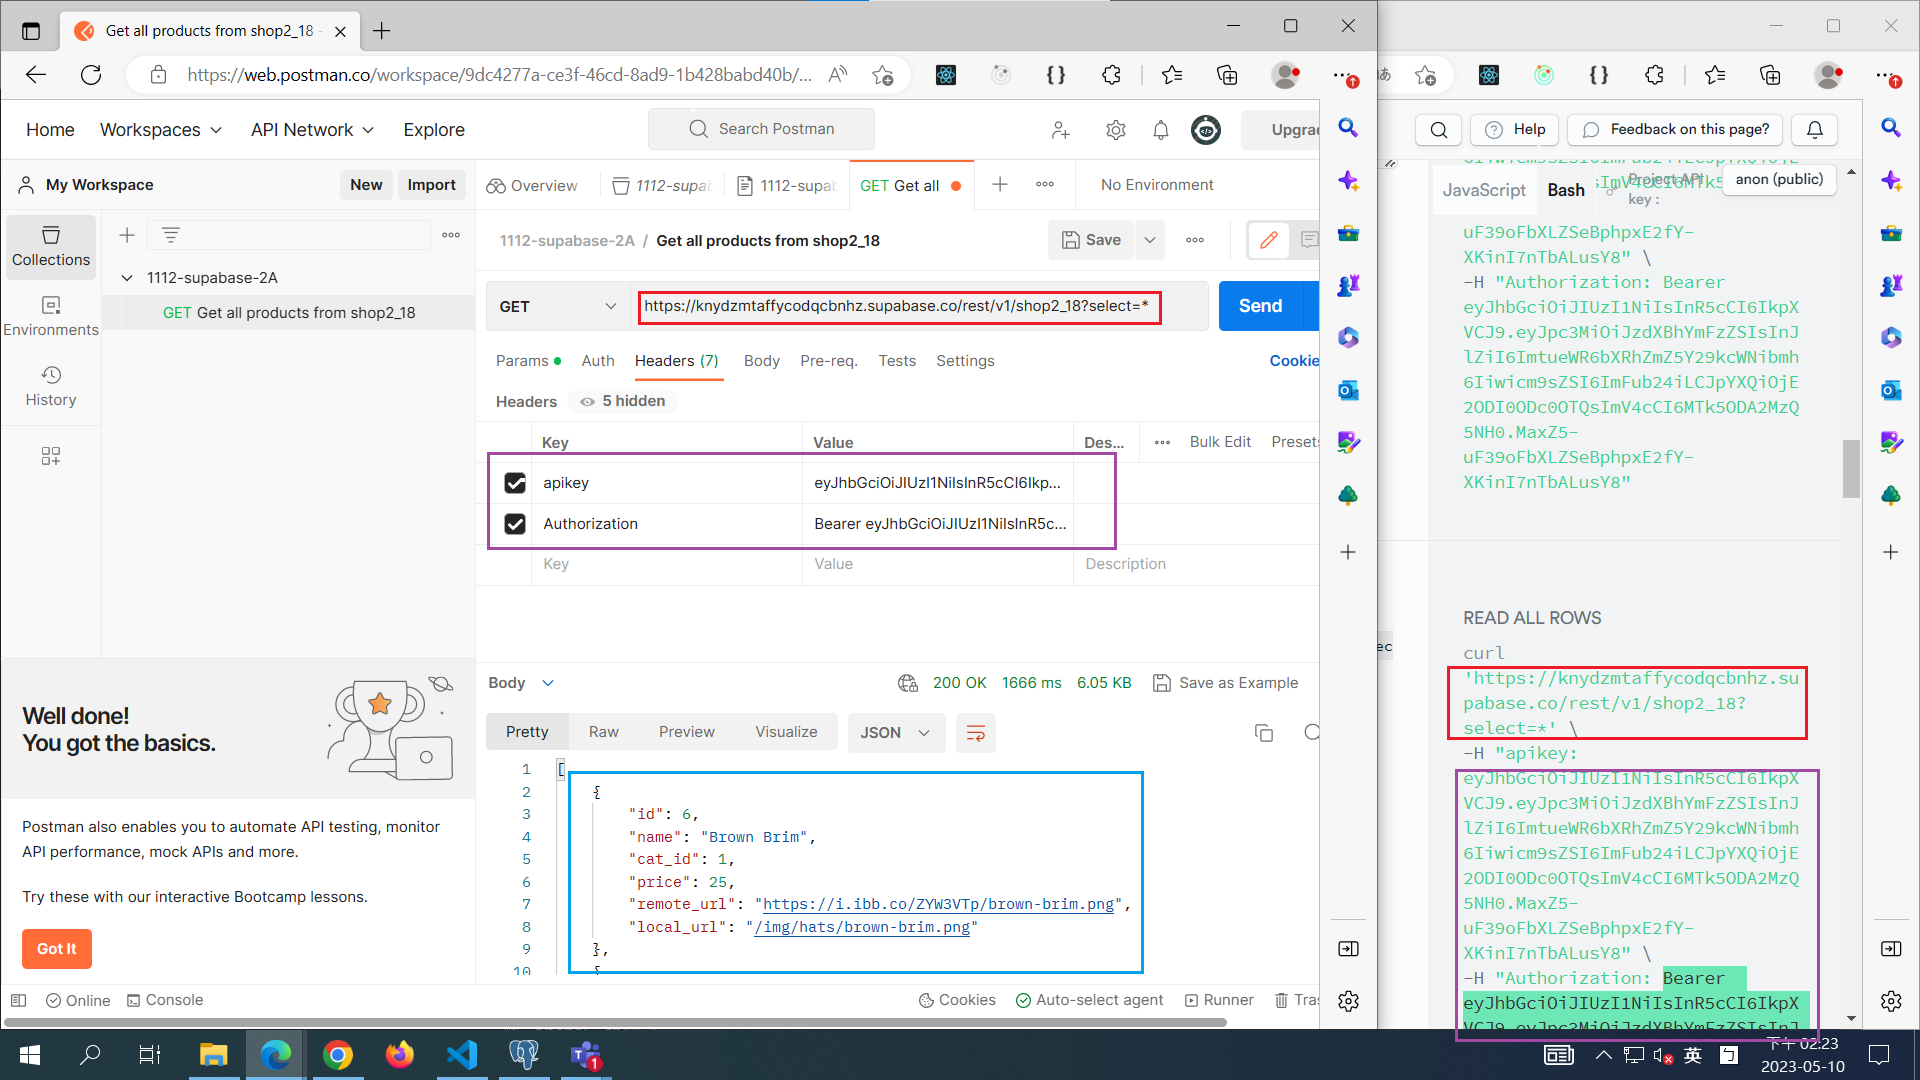 Get all products from shop2_18 -
https://web.postman.co/workspace/9dc4277a-ce3f-46cd-8ad9-1b428babd40b/...
Home
Workspaces
API Network
Explore
Search Postman
My Workspace
New
Import
Overview
1112-supab
1112-supab
GET Get all
No Environment
Collections
Environments
History
1112-supabase-2A
GET Get all products from shop2_18
1112-supabase-2A / Get all products from shop2_18
Save
GET
https://knydzmtaffycodqcbnhz.supabase.co/rest/v1/shop2_18?select=*
Send
Params
Auth
Headers (7)
Body
Pre-req.
Tests
Settings
Cookie
Headers
5 hidden
Key
Value
Des...
Bulk Edit
Presets
apikey
eyJhbGciOiJIUzI1NiIsInR5cCI6Ikp...
Authorization
Bearer eyJhbGciOiJIUzI1NiIsInR5c...
Key
Value
Description
Body
200 OK
1666 ms
6.05 KB
Save as Example
Pretty
Raw
Preview
Visualize
JSON
1 [
2 {
3 "id": 6,
4 "name": "Brown Brim",
5 "cat_id": 1,
6 "price": 25,
7 "remote_url": "https://i.ibb.co/ZYW3VTp/brown-brim.png",
8 "local_url": "/img/hats/brown-brim.png"
9 },
10 {
Well done!
You got the basics.
Postman also enables you to automate API testing, monitor
API performance, mock APIs and more.
Try these with our interactive Bootcamp lessons.
Got It
Online
Console
Cookies
Auto-select agent
Runner
Help
Feedback on this page?
JavaScript
Bash
Project API
key :
anon (public)
uF39oFbXLZSeBphpxE2fY-
XKinI7nTbALusY8" \
-H "Authorization: Bearer
eyJhbGciOiJIUzI1NiIsInR5cCI6IkpX
VCJ9.eyJpc3MiOiJzdXBhYmFzZSIsInJ
lZiI6ImtueWR6bXRhZmZ5Y29kcWNibmh
6Iiwicm9sZSI6ImFub24iLCJpYXQiOjE
2ODI0ODc0OTQsImV4cCI6MTk5ODA2MzQ
5NH0.MaxZ5-
uF39oFbXLZSeBphpxE2fY-
XKinI7nTbALusY8"
READ ALL ROWS
curl
'https://knydzmtaffycodqcbnhz.su
pabase.co/rest/v1/shop2_18?
select=*' \
-H "apikey:
eyJhbGciOiJIUzI1NiIsInR5cCI6IkpX
VCJ9.eyJpc3MiOiJzdXBhYmFzZSIsInJ
lZiI6ImtueWR6bXRhZmZ5Y29kcWNibmh
6Iiwicm9sZSI6ImFub24iLCJpYXQiOjE
2ODI0ODc0OTQsImV4cCI6MTk5ODA2MzQ
5NH0.MaxZ5-
uF39oFbXLZSeBphpxE2fY-
XKinI7nTbALusY8" \
-H "Authorization: Bearer
eyJhbGciOiJIUzI1NiIsInR5cCI6IkpX
VCJ9.eyJpc3MiOiJzdXBhYmFzZSIsInJ
英
下午 02:23
2023-05-10